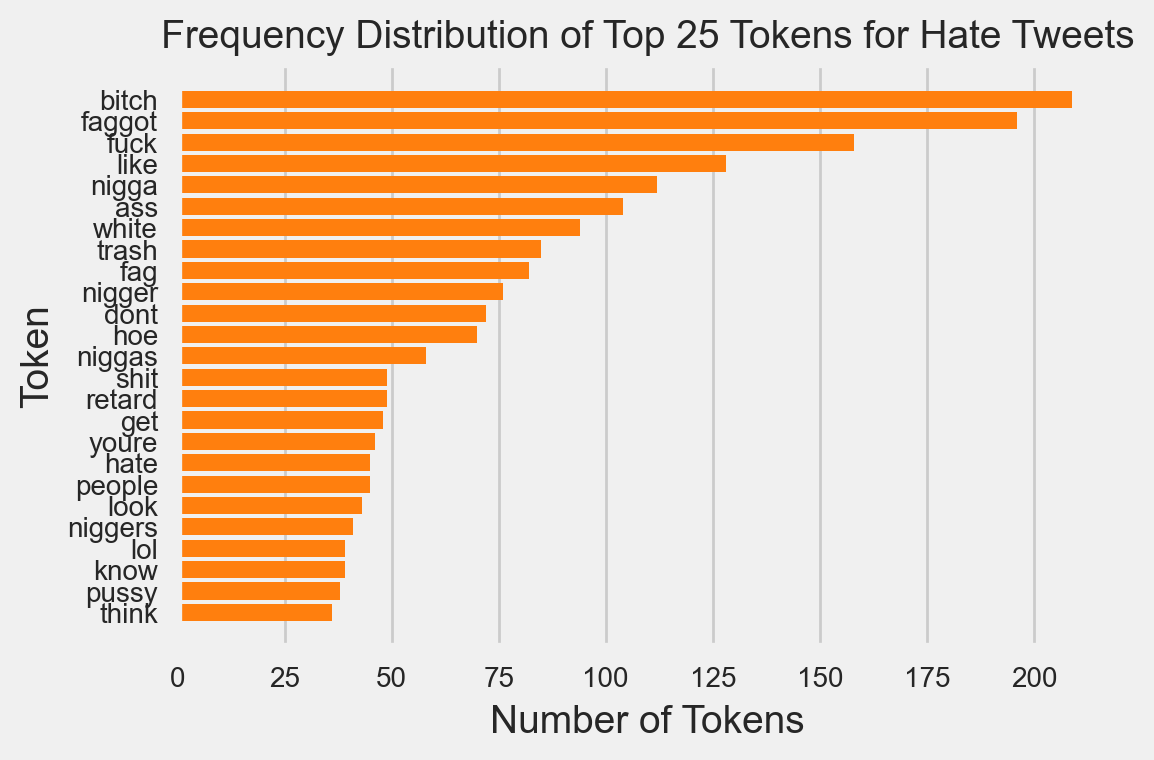 Frequency Distribution of Top 25 Tokens for Hate Tweets
Token
bitch
faggot
fuck
like
nigga
ass
white
trash
fag
nigger
dont
hoe
niggas
shit
retard
get
youre
hate
people
look
niggers
lol
know
pussy
think
0 25 50 75 100 125 150 175 200
Number of Tokens